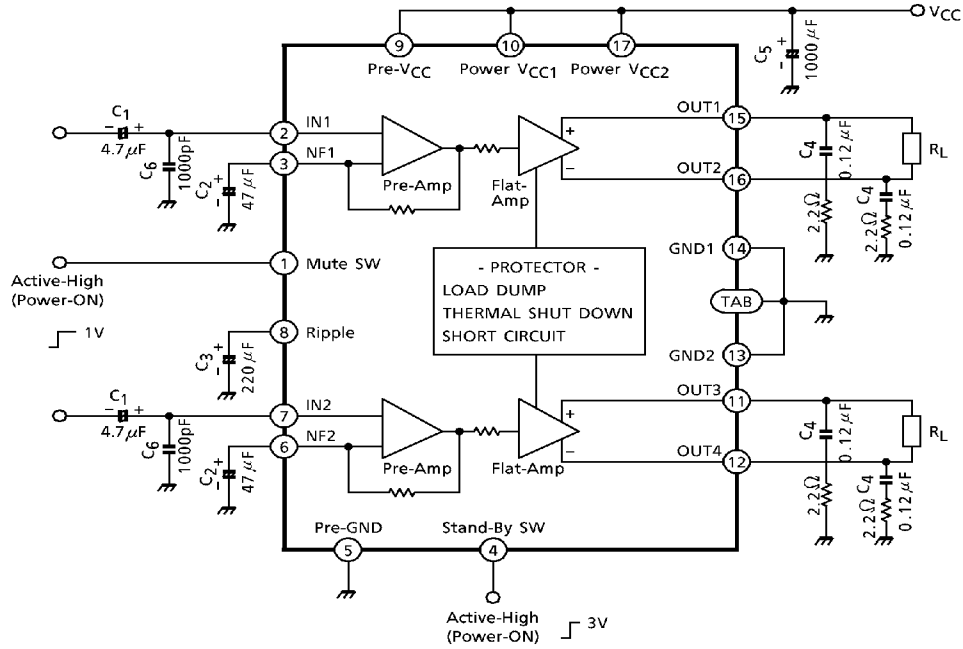 VCC
9
10
17
Pre-VCC
Power VCC1
Power VCC2
C5
1000 µF
+
-
C1
- +
4.7µF
C6
1000pF
2
IN1
3
NF1
C2
+
-
47 µF
Pre-Amp
Flat-
Amp
+
−
OUT1
15
OUT2
16
C4
0.12 µF
2.2Ω
C4
0.12 µF
2.2Ω
RL
1
Mute SW
Active-High
(Power-ON)
1V
- PROTECTOR -
LOAD DUMP
THERMAL SHUT DOWN
SHORT CIRCUIT
GND1
14
TAB
GND2
13
8
Ripple
C3
+
-
220 µF
C1
- +
4.7µF
C6
1000pF
7
IN2
6
NF2
C2
+
-
47 µF
Pre-Amp
Flat-Amp
+
−
OUT3
11
OUT4
12
C4
0.12 µF
2.2Ω
C4
0.12 µF
2.2Ω
RL
Pre-GND
5
Stand-By SW
4
Active-High
(Power-ON)
3V